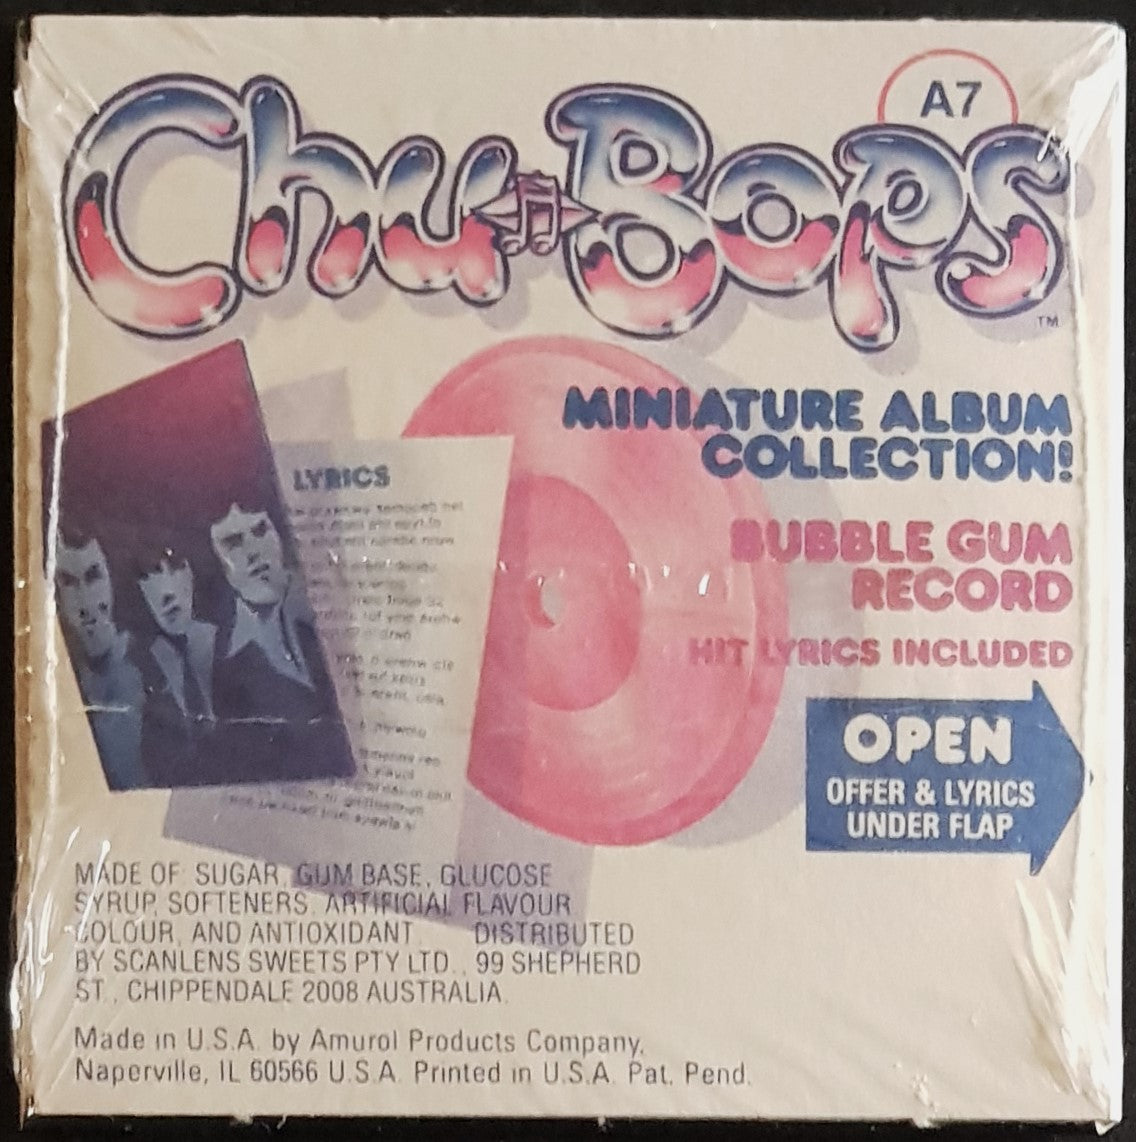 A7
Chu Bops
TM
MINIATURE ALBUM
COLLECTION!
LYRICS
BUBBLE GUM
RECORD
HIT LYRICS INCLUDED
OPEN
OFFER & LYRICS
UNDER FLAP
MADE OF: SUGAR, GUM BASE, GLUCOSE
SYRUP, SOFTENERS, ARTIFICIAL FLAVOUR
COLOUR, AND ANTIOXIDANT. DISTRIBUTED
BY SCANLENS SWEETS PTY LTD., 99 SHEPHERD
ST., CHIPPENDALE 2008 AUSTRALIA.
Made in U.S.A. by Amurol Products Company,
Naperville, IL 60566 U.S.A. Printed in U.S.A. Pat. Pend.